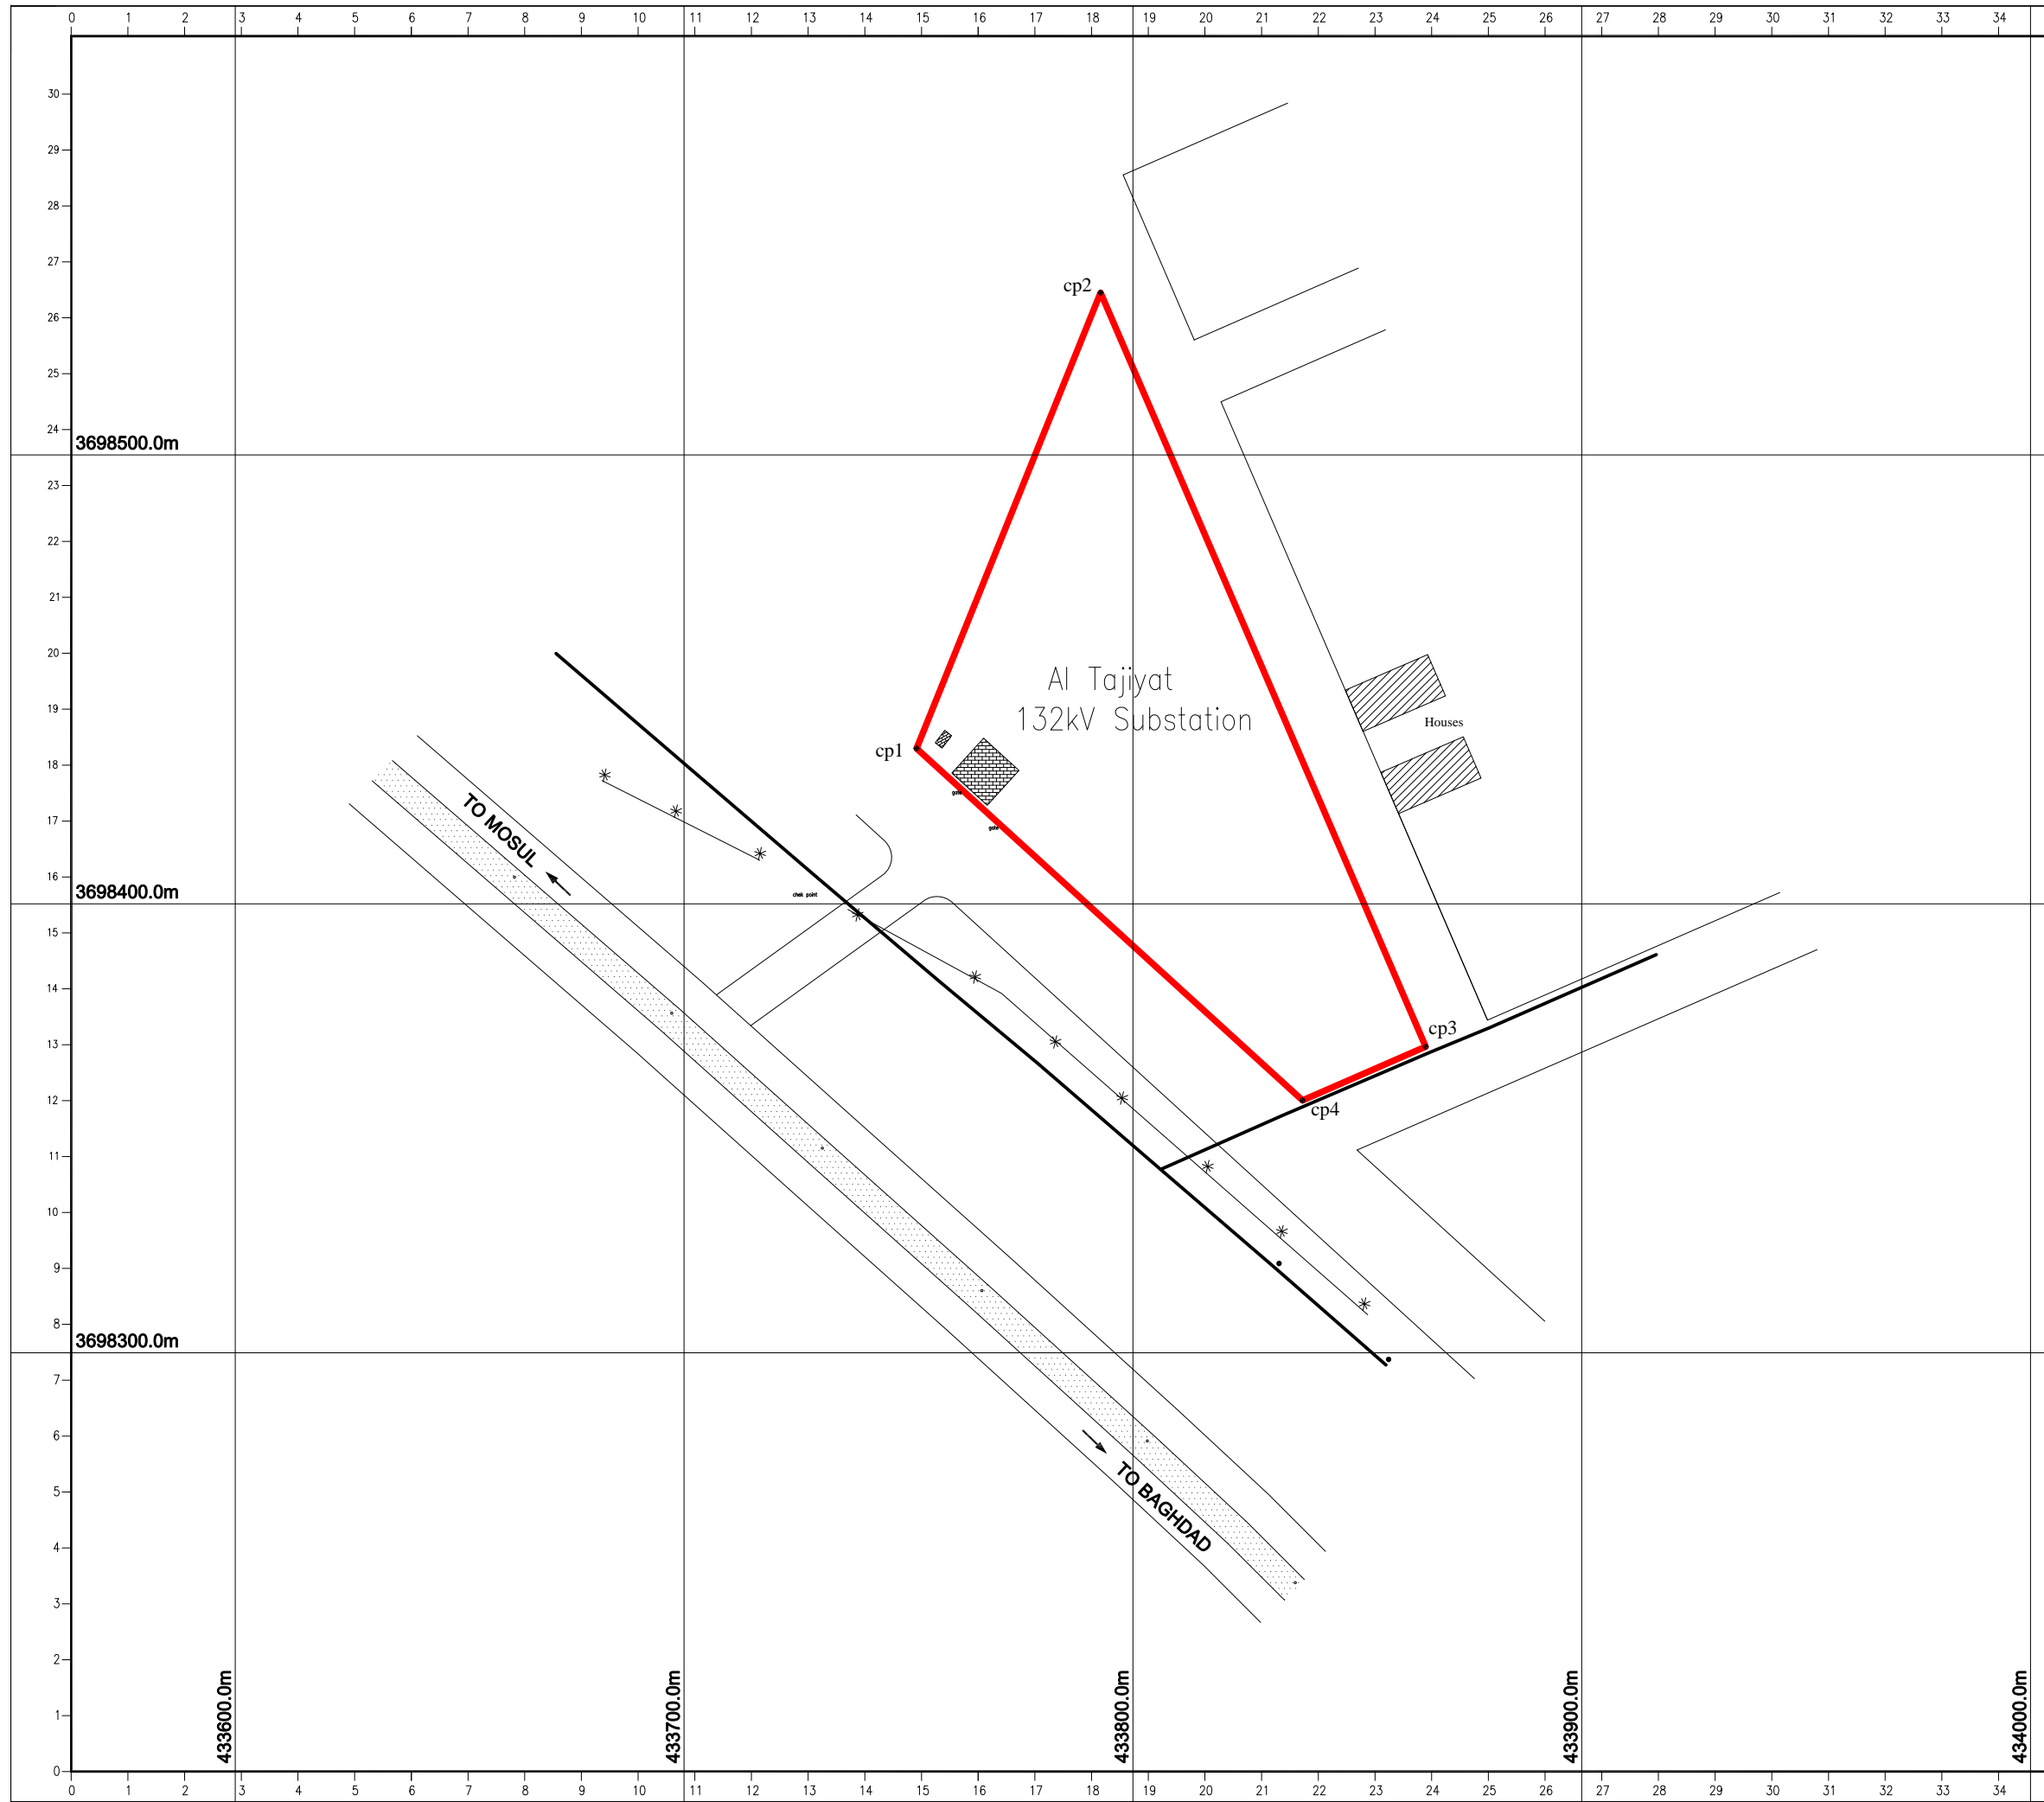 0 1 2 3 4 5 6 7 8 9 10 11 12 13 14 15 16 17 18 19 20 21 22 23 24 25 26 27 28 29 30 31 32 33 34
30
29
28
27
cp2
26
25
24
3698500.0m
23
22
21
20
Al Tajiyat
19
132kV Substation
Houses
cp1
18
gate
TO MOSUL
17
gate
16
chek point
3698400.0m
15
14
13
cp3
12
cp4
11
10
9
8
3698300.0m
7
6
5
TO BAGHDAD
4
3
2
433600.0m
433700.0m
433800.0m
433900.0m
434000.0m
1
0
0 1 2 3 4 5 6 7 8 9 10 11 12 13 14 15 16 17 18 19 20 21 22 23 24 25 26 27 28 29 30 31 32 33 34